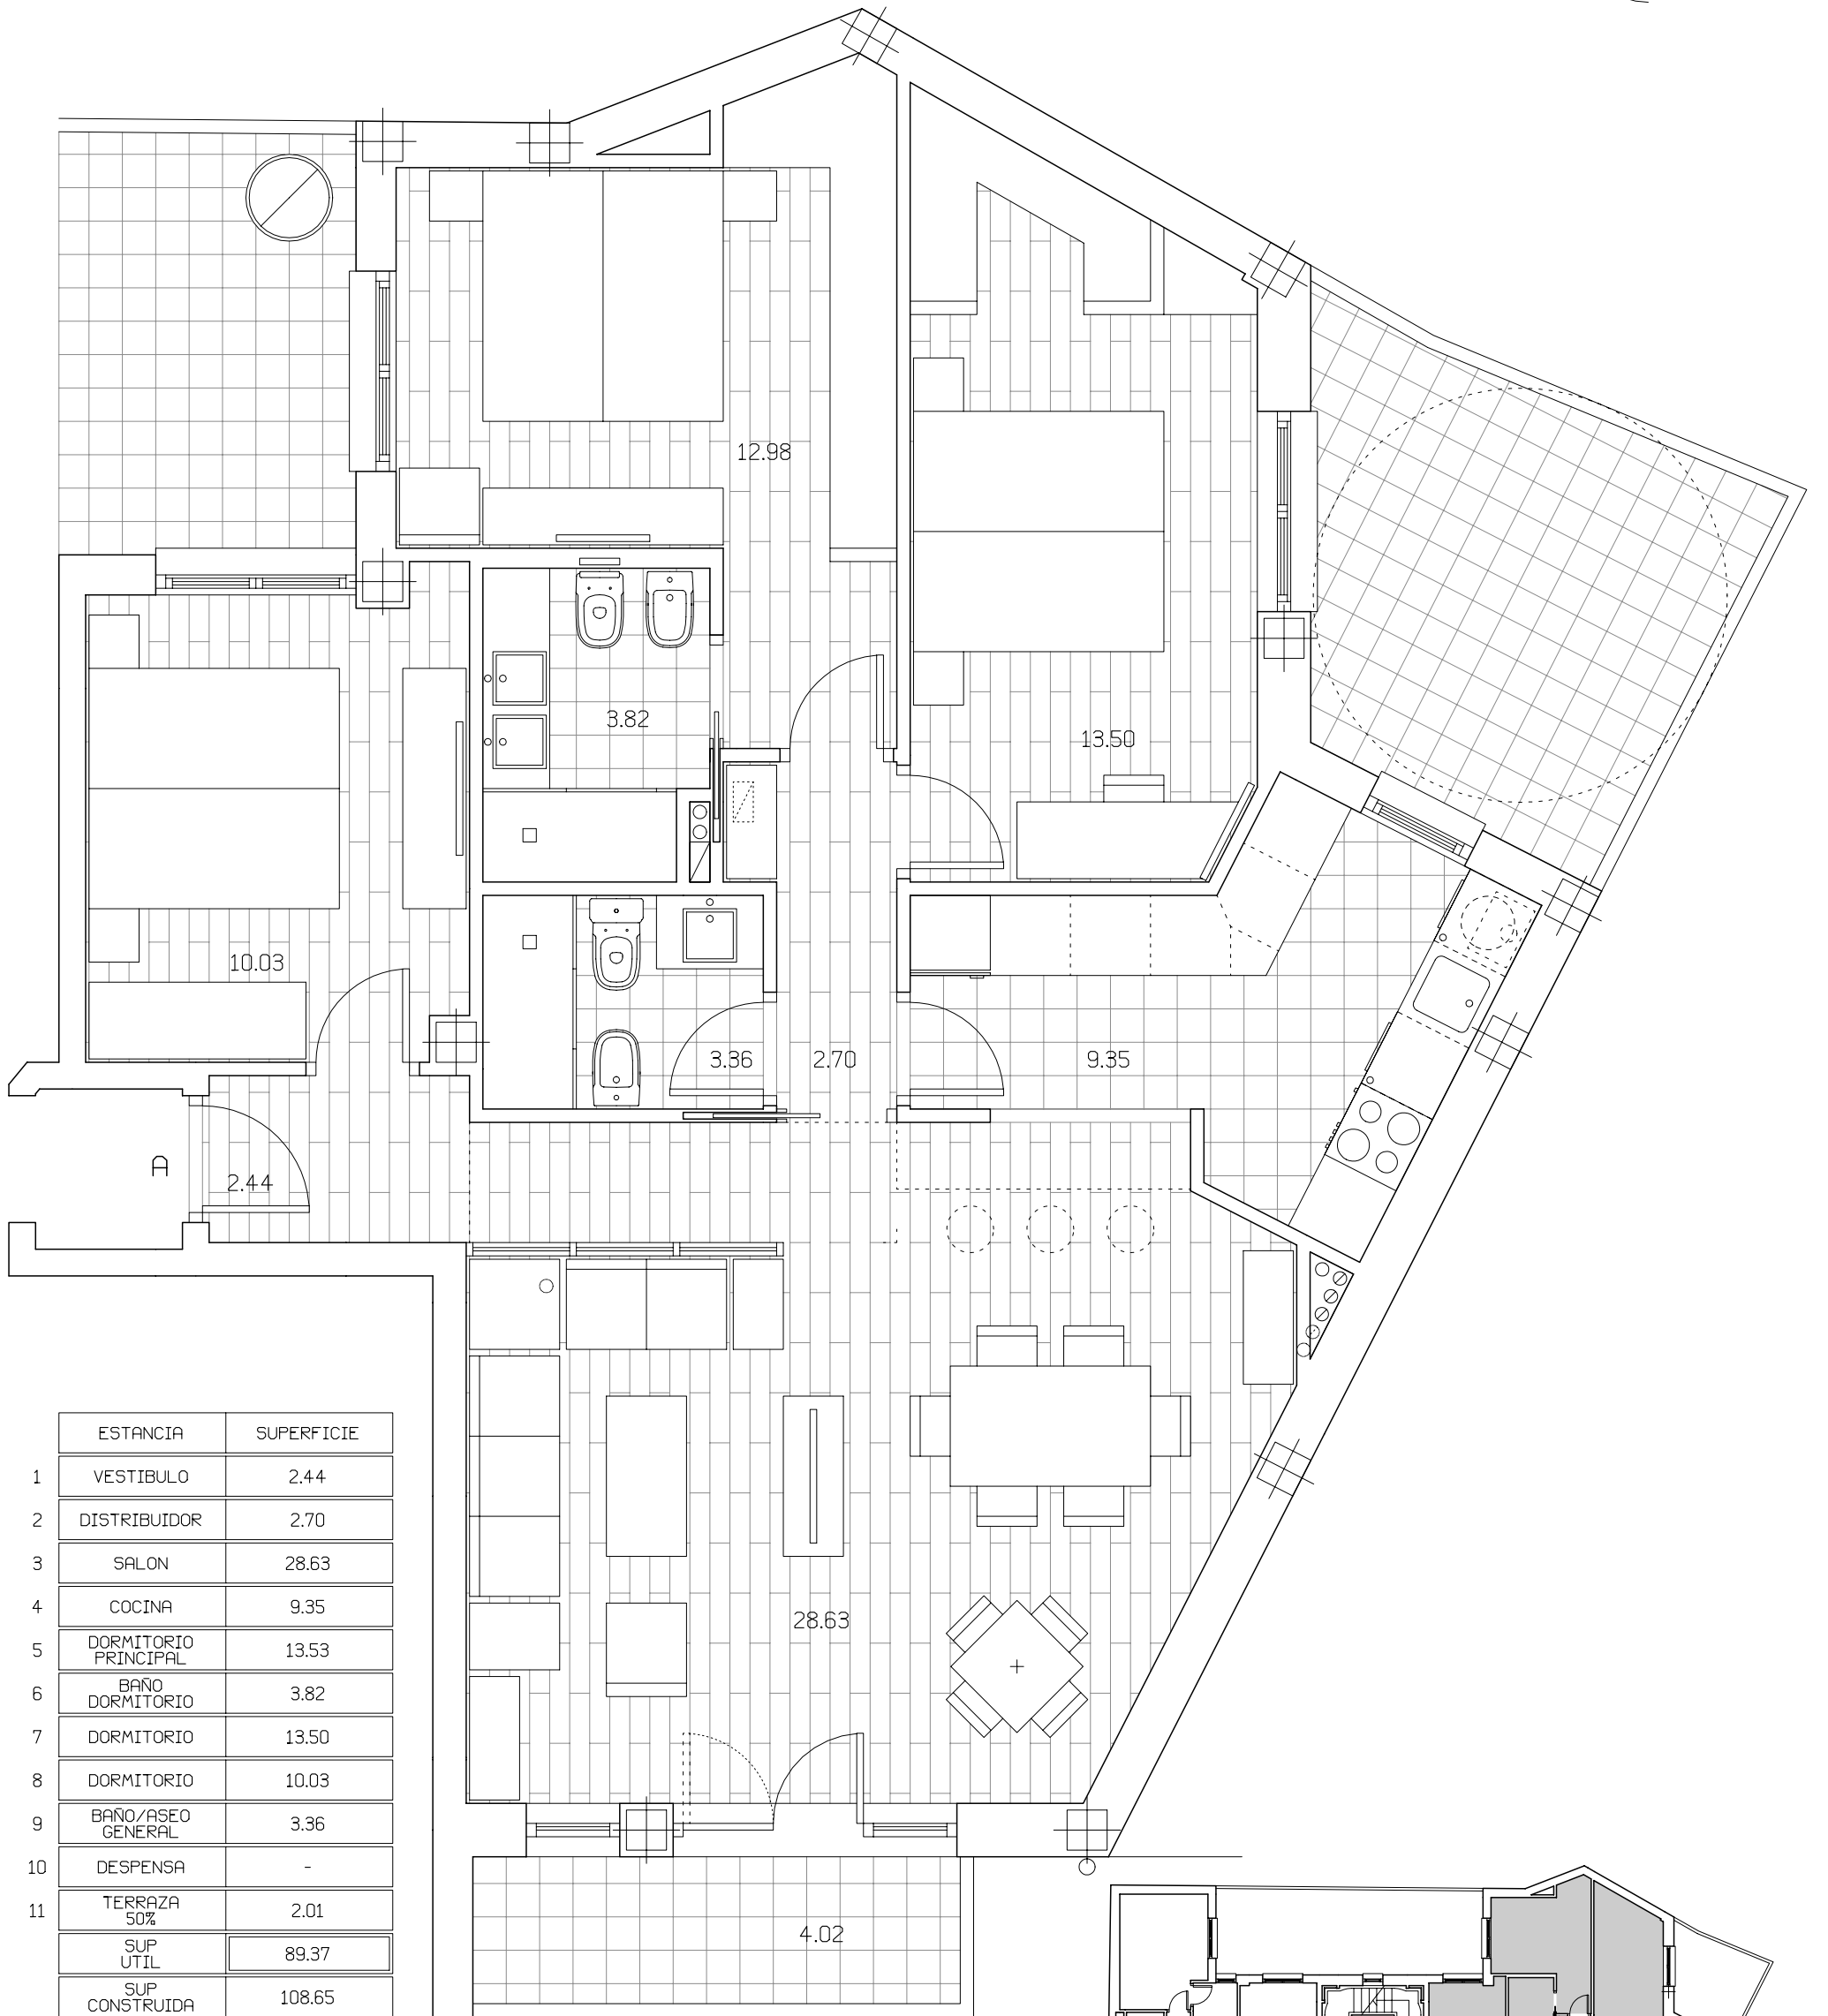 12.98
3.82
13.50
10.03
3.36
2.70
9.35
A
2.44
28.63
4.02
ESTANCIA SUPERFICIE
1 VESTIBULO 2.44
2 DISTRIBUIDOR 2.70
3 SALON 28.63
4 COCINA 9.35
5 DORMITORIO
PRINCIPAL 13.53
6 BAÑO
DORMITORIO 3.82
7 DORMITORIO 13.50
8 DORMITORIO 10.03
9 BAÑO/ASEO
GENERAL 3.36
10 DESPENSA -
11 TERRAZA
50% 2.01
SUP
UTIL 89.37
SUP
CONSTRUIDA 108.65